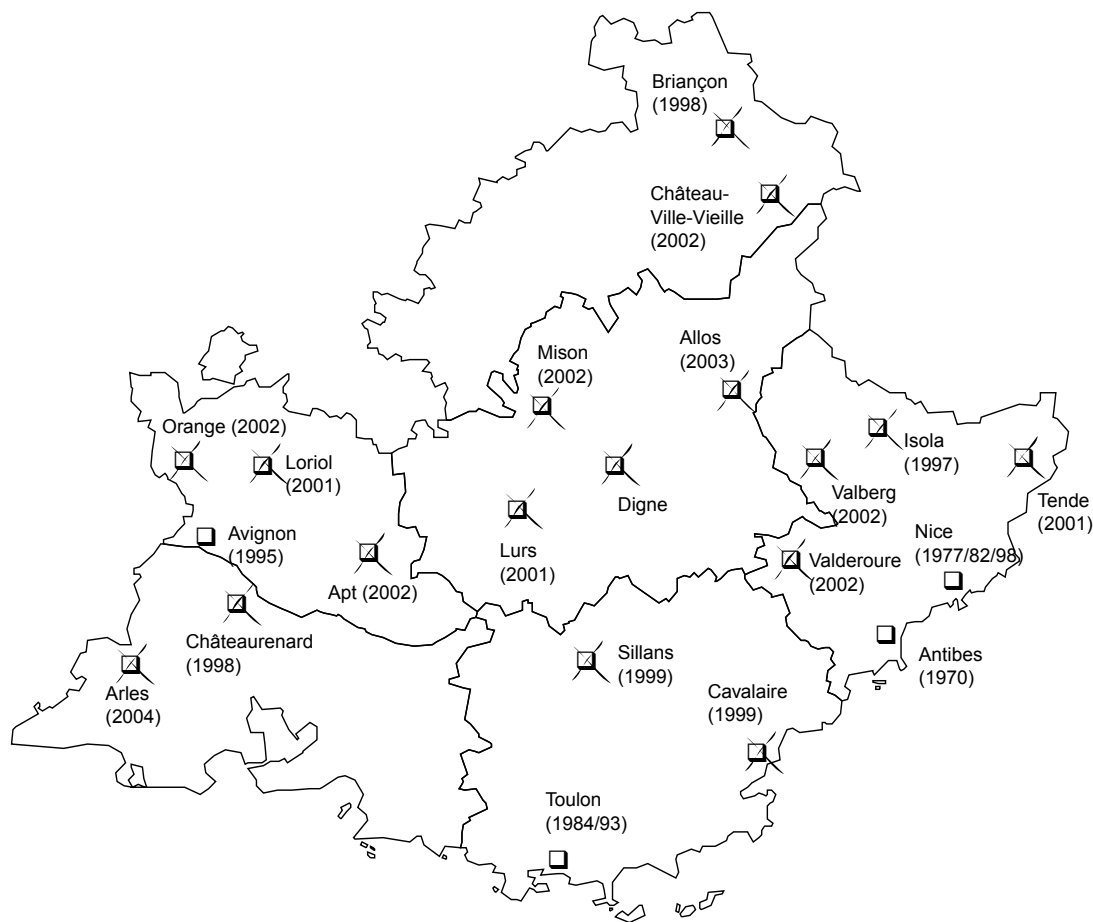 Briançon
(1998)
Château-
Ville-Vieille
(2002)
Allos
(2003)
Mison
(2002)
Orange (2002)
Loriol
(2001)
Isola
(1997)
Valberg
(2002)
Tende
(2001)
Digne
Avignon
(1995)
Lurs
(2001)
Nice
(1977/82/98)
Valderoure
(2002)
Apt (2002)
Châteaurenard
(1998)
Sillans
(1999)
Antibes
(1970)
Arles
(2004)
Cavalaire
(1999)
Toulon
(1984/93)